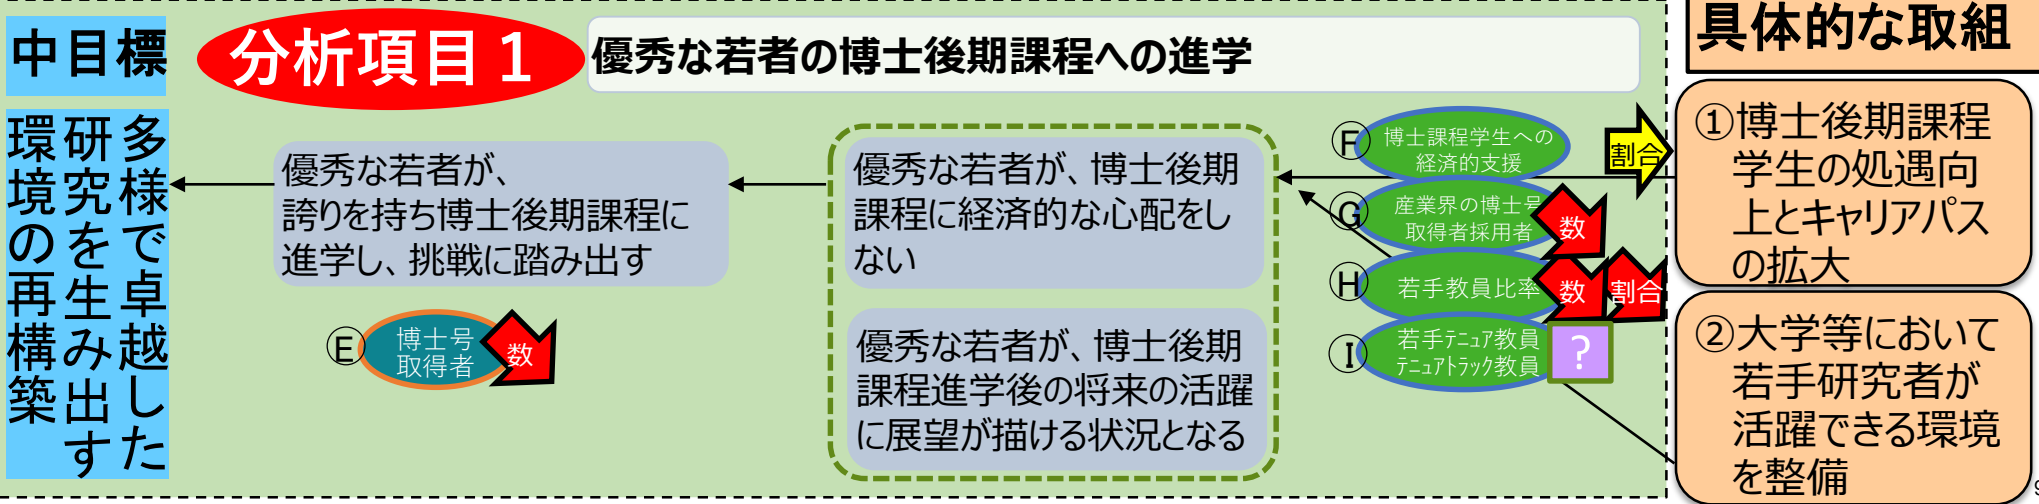 中目標
分析項目１
優秀な若者の博士後期課程への進学
具体的な取組
多様で卓越した
研究を生み出す
環境の再構築
優秀な若者が、
誇りを持ち博士後期課程に
進学し、挑戦に踏み出す
Ⓔ
博士号
取得者
数
優秀な若者が、博士後期
課程に経済的な心配をし
ない
優秀な若者が、博士後期
課程進学後の将来の活躍
に展望が描ける状況となる
Ⓕ
博士課程学生への
経済的支援
割合
Ⓖ
産業界の博士号
取得者採用者
数
Ⓗ
若手教員比率
数
割合
Ⓘ
若手テニュア教員
テニュアトラック教員
?
①博士後期課程
学生の処遇向
上とキャリアパス
の拡大
②大学等において
若手研究者が
活躍できる環境
を整備